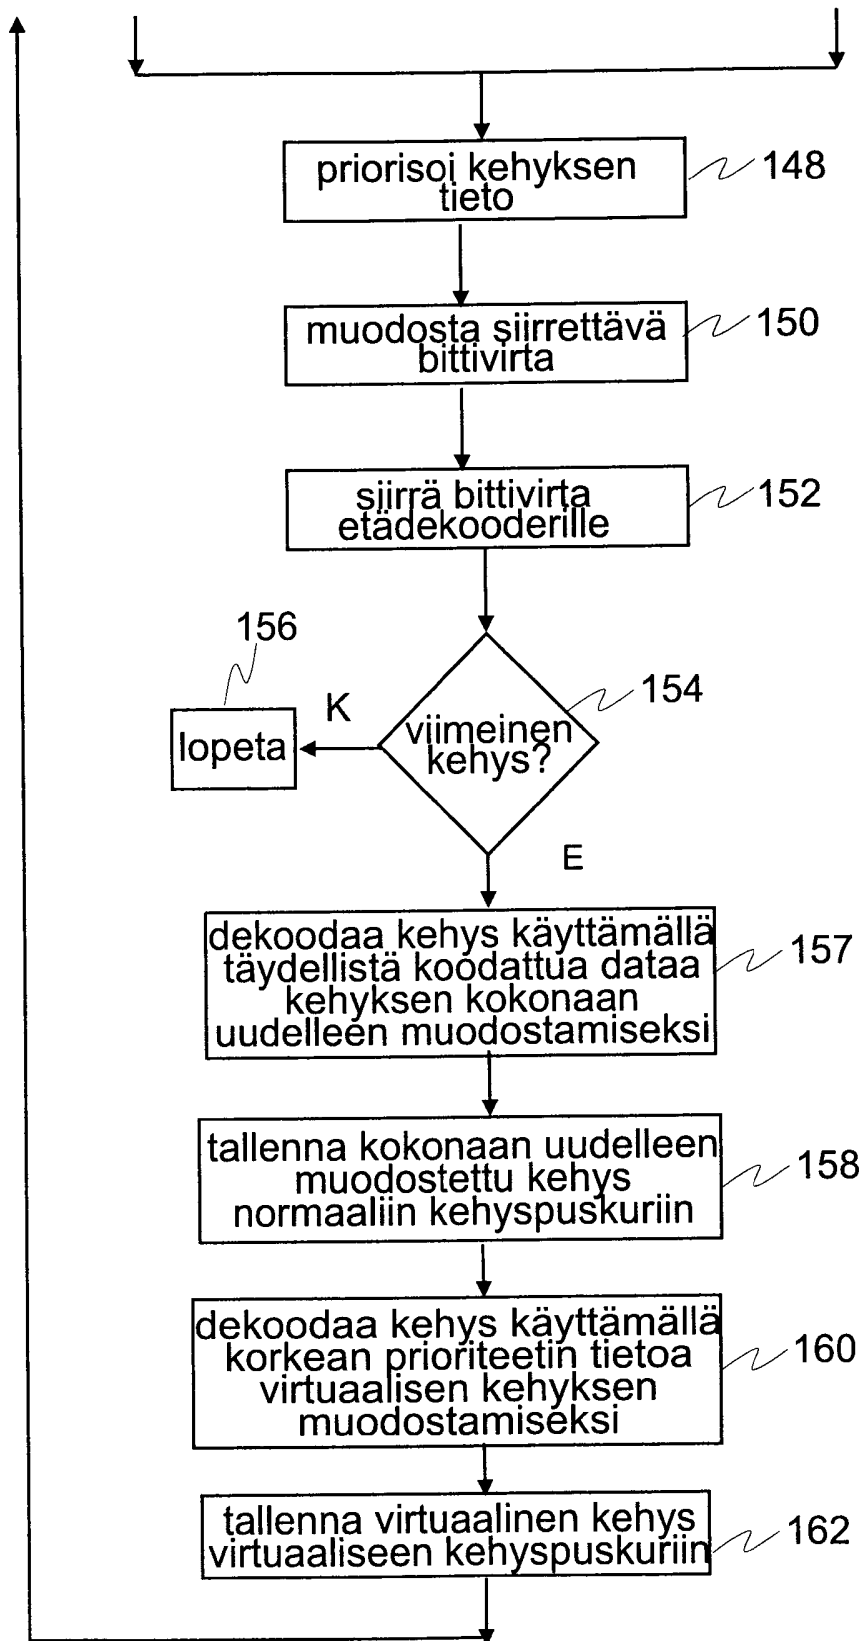 priorisoi kehyksen
tieto
148
muodosta siirrettävä
bittivirta
150
siirrä bittivirta
etädekooderille
152
156
154
K
lopeta
viimeinen
kehys?
E
dekoodaa kehys käyttämällä
täydellistä koodattua dataa
kehyksen kokonaan
uudelleen muodostamiseksi
157
tallenna kokonaan uudelleen
muodostettu kehys
normaaliin kehyspuskuriin
158
dekoodaa kehys käyttämällä
korkean prioriteetin tietoa
virtuaalisen kehyksen
muodostamiseksi
160
tallenna virtuaalinen kehys
virtuaaliseen kehyspuskuriin
162